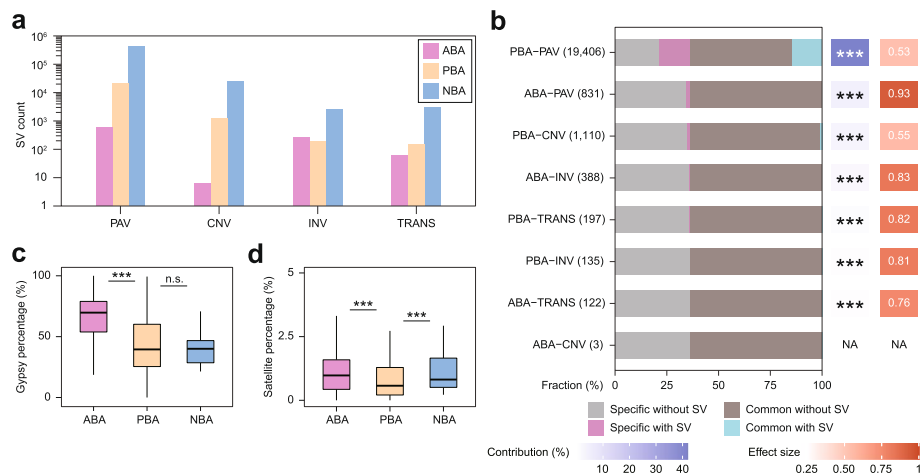 a
SV count
10⁶
10⁵
10⁴
10³
10²
10
1
PAV CNV INV TRANS
ABA
PBA
NBA
b
PBA–PAV (19,406) *** 0.53
ABA–PAV (831) *** 0.93
PBA–CNV (1,110) *** 0.55
ABA–INV (388) *** 0.83
PBA–TRANS (197) *** 0.82
PBA–INV (135) *** 0.81
ABA–TRANS (122) *** 0.76
ABA–CNV (3) NA NA
Fraction (%) 0 25 50 75 100
Specific without SV Common without SV
Specific with SV Common with SV
Contribution (%) 10 20 30 40
Effect size 0.25 0.50 0.75 1
c
Gypsy percentage (%)
100
50
0
*** n.s.
ABA PBA NBA
d
Satellite percentage (%)
5
2.5
0
*** ***
ABA PBA NBA